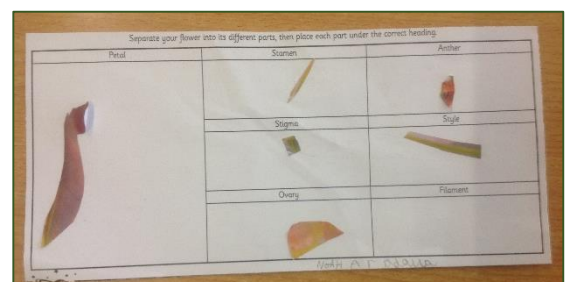 Separate your flower into its different parts, then place each part under the correct heading.
Petal
Stamen
Anther
Stigma
Style
Ovary
Filament